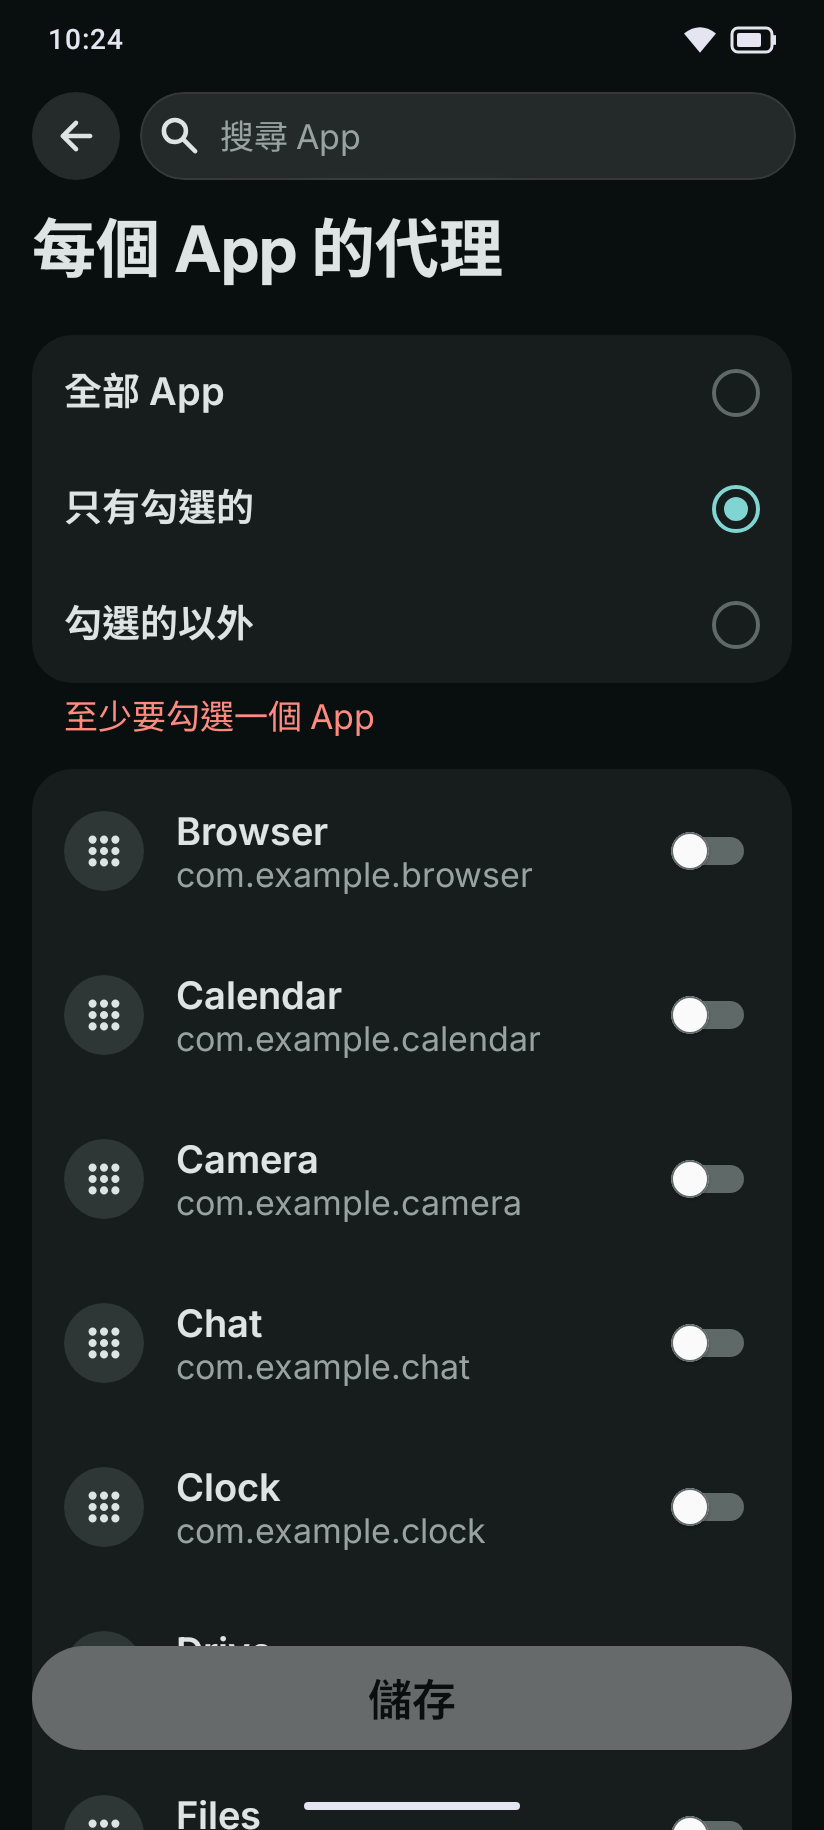 10:24
搜尋 App
每個 App 的代理
全部 App
只有勾選的
勾選的以外
至少要勾選一個 App
Browser
com.example.browser
Calendar
com.example.calendar
Camera
com.example.camera
Chat
com.example.chat
Clock
com.example.clock
Drive
儲存
Files